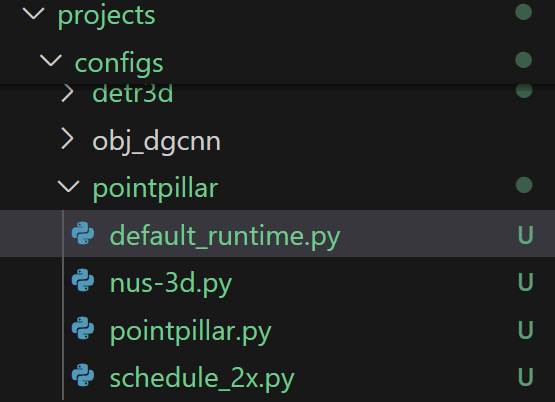 projects
configs
detr3d
obj_dgcnn
pointpillar
default_runtime.py U
nus-3d.py U
pointpillar.py U
schedule_2x.py U